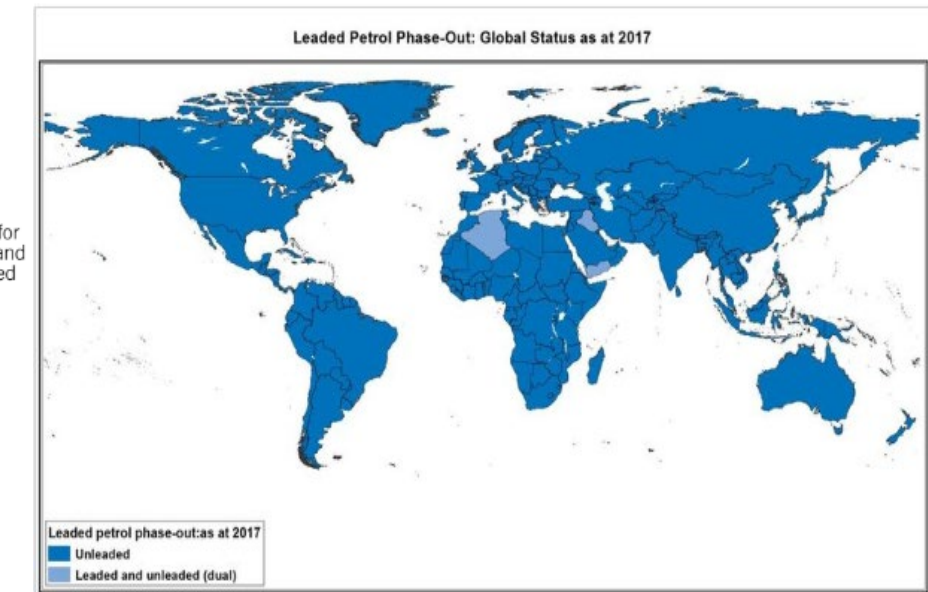 Leaded Petrol Phase-Out: Global Status as at 2017
for
and
ed
Leaded petrol phase-out:as at 2017
Unleaded
Leaded and unleaded (dual)